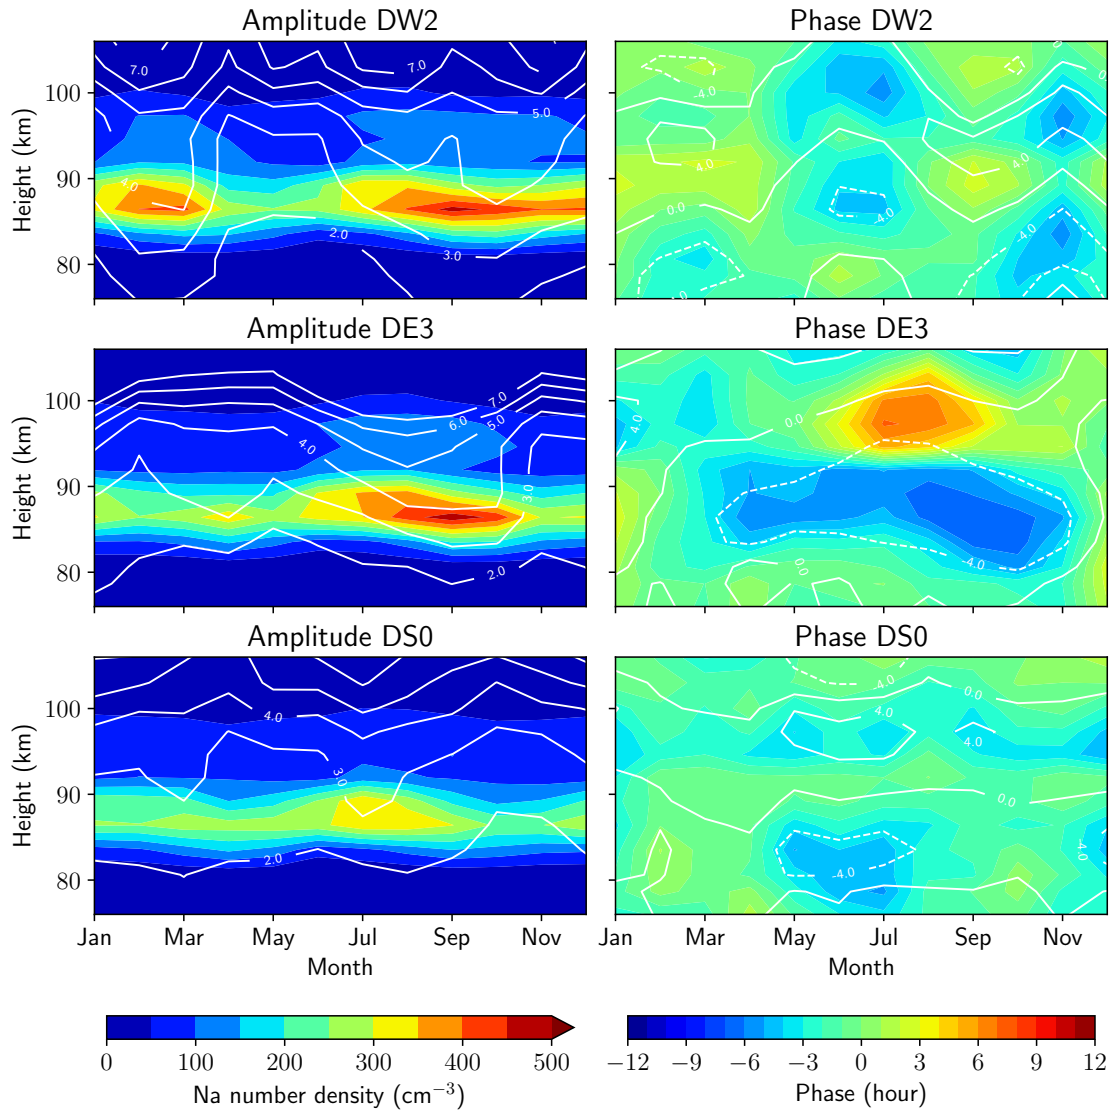 Amplitude DW2
Phase DW2
Height (km)
100
90
80
7.0
7.0
5.0
4.0
2.0
3.0
-4.0
0
4.0
0.0
-4.0
-4.0
Amplitude DE3
Phase DE3
Height (km)
100
90
80
7.0
6.0
5.0
4.0
3.0
2.0
4.0
0.0
-4.0
0.0
Amplitude DS0
Phase DS0
Height (km)
100
90
80
4.0
3.0
2.0
-4.0
0.0
4.0
4.0
0.0
-4.0
4.0
Jan Mar May Jul Sep Nov
Jan Mar May Jul Sep Nov
Month
Month
0 100 200 300 400 500
−12 −9 −6 −3 0 3 6 9 12
Na number density (cm⁻³)
Phase (hour)